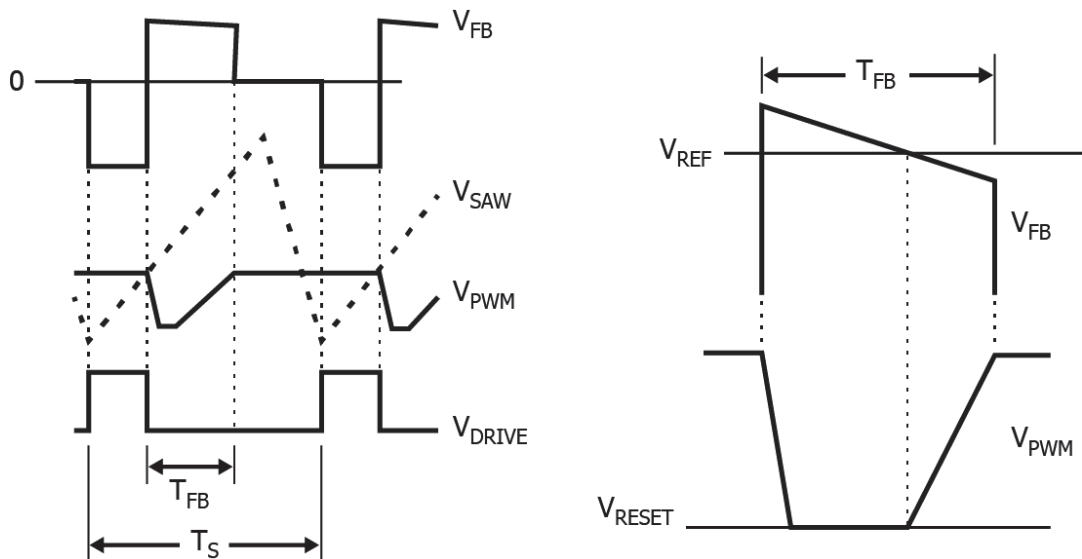 V_FB
0
V_SAW
V_PWM
V_DRIVE
T_FB
T_S
T_FB
V_REF
V_FB
V_PWM
V_RESET